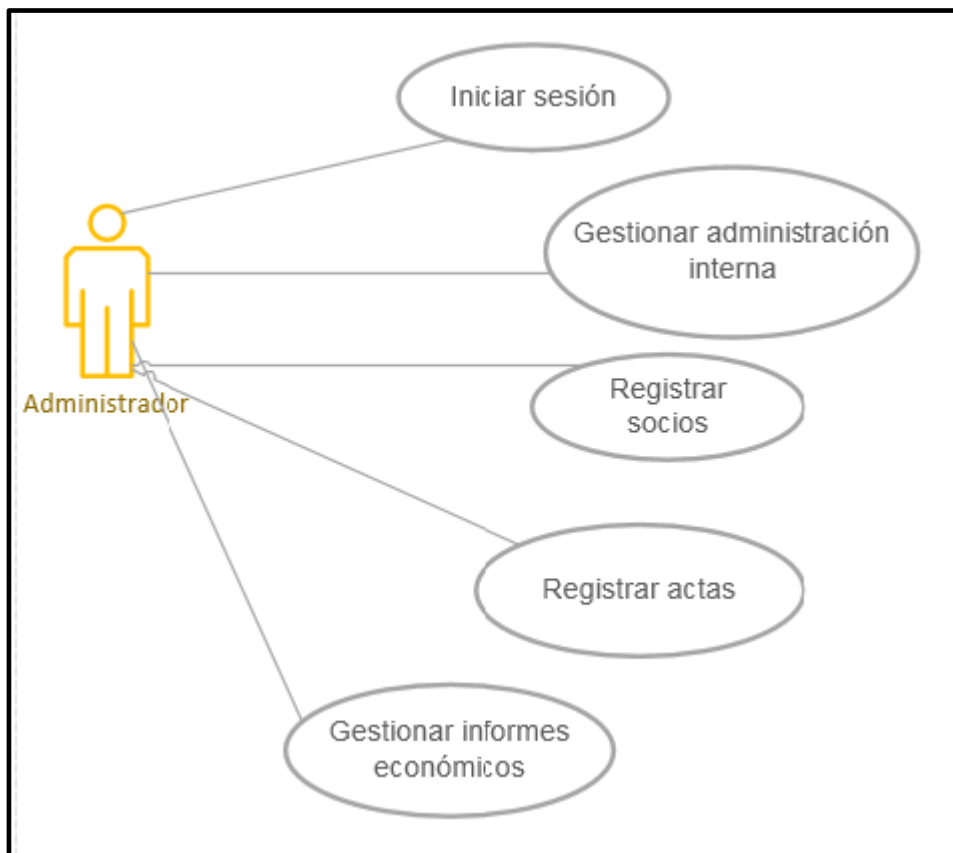 Iniciar sesión
Gestionar administración
interna
Administrador
Registrar
socios
Registrar actas
Gestionar informes
económicos